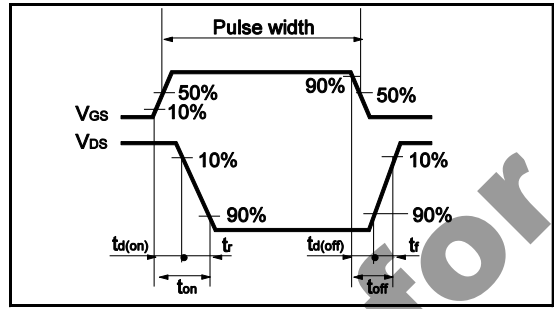 Pulse width
90%
50%
50%
10%
VGS
VDS
10%
10%
90%
90%
td(on)
tr
td(off)
tf
ton
toff
for